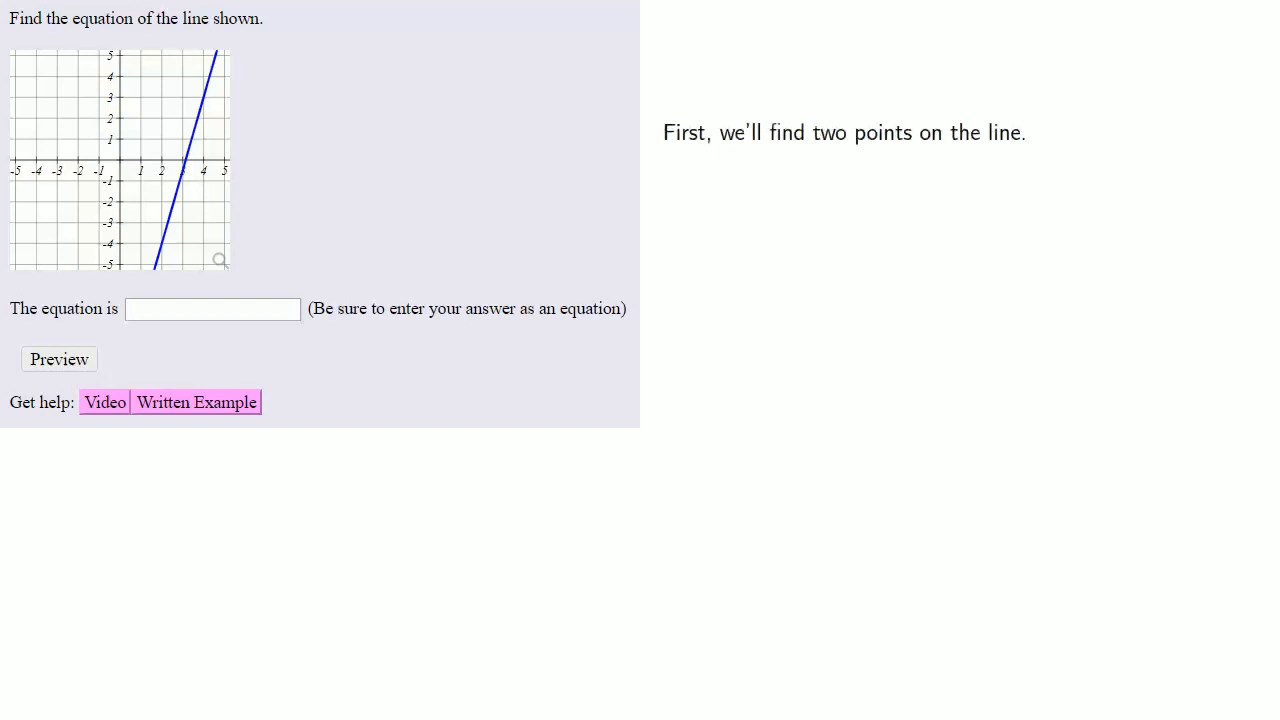 Find the equation of the line shown.
5
4
3
2
1
-5 -4 -3 -2 -1 1 2 4 5
-1
-2
-3
-4
-5
First, we'll find two points on the line.
The equation is (Be sure to enter your answer as an equation)
Preview
Get help: Video Written Example